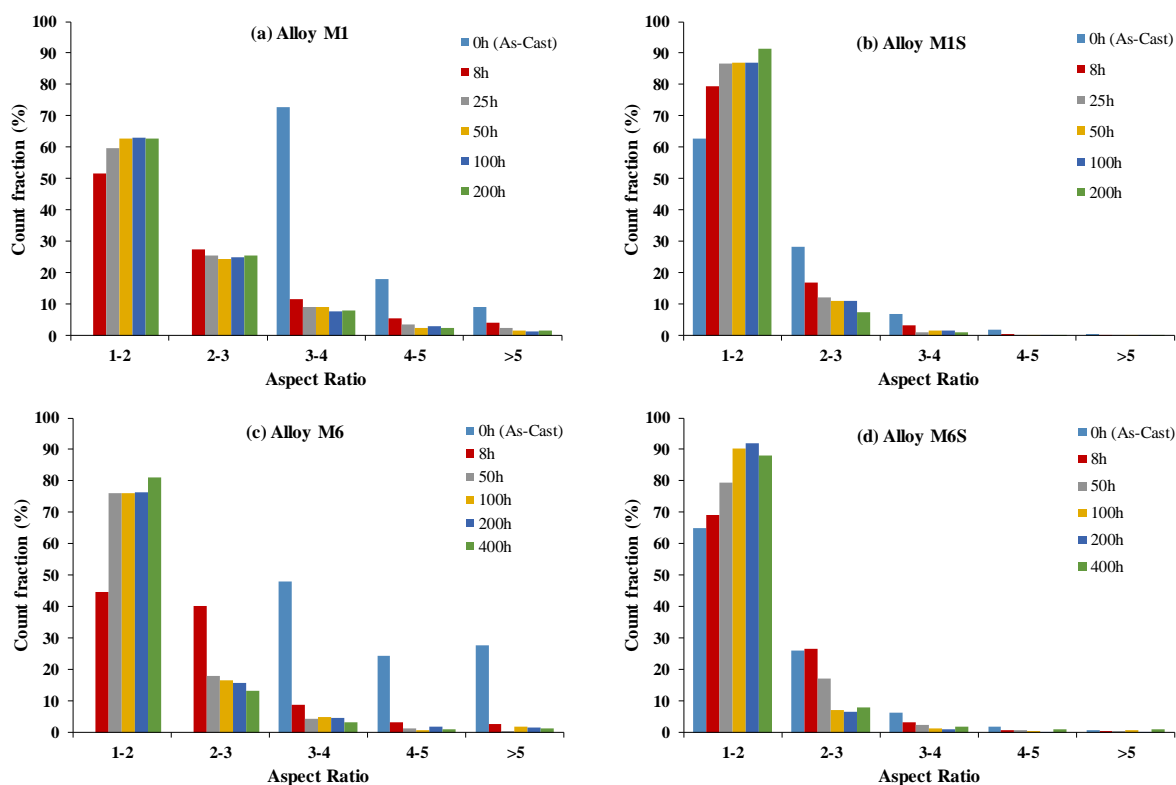 (a) Alloy M1
Count fraction (%)
100
90
80
70
60
50
40
30
20
10
0
0h (As-Cast)
8h
25h
50h
100h
200h
1-2 2-3 3-4 4-5 >5
Aspect Ratio
(b) Alloy M1S
Count fraction (%)
100
90
80
70
60
50
40
30
20
10
0
0h (As-Cast)
8h
25h
50h
100h
200h
1-2 2-3 3-4 4-5 >5
Aspect Ratio
(c) Alloy M6
Count fraction (%)
100
90
80
70
60
50
40
30
20
10
0
0h (As-Cast)
8h
50h
100h
200h
400h
1-2 2-3 3-4 4-5 >5
Aspect Ratio
(d) Alloy M6S
Count fraction (%)
100
90
80
70
60
50
40
30
20
10
0
0h (As-Cast)
8h
50h
100h
200h
400h
1-2 2-3 3-4 4-5 >5
Aspect Ratio